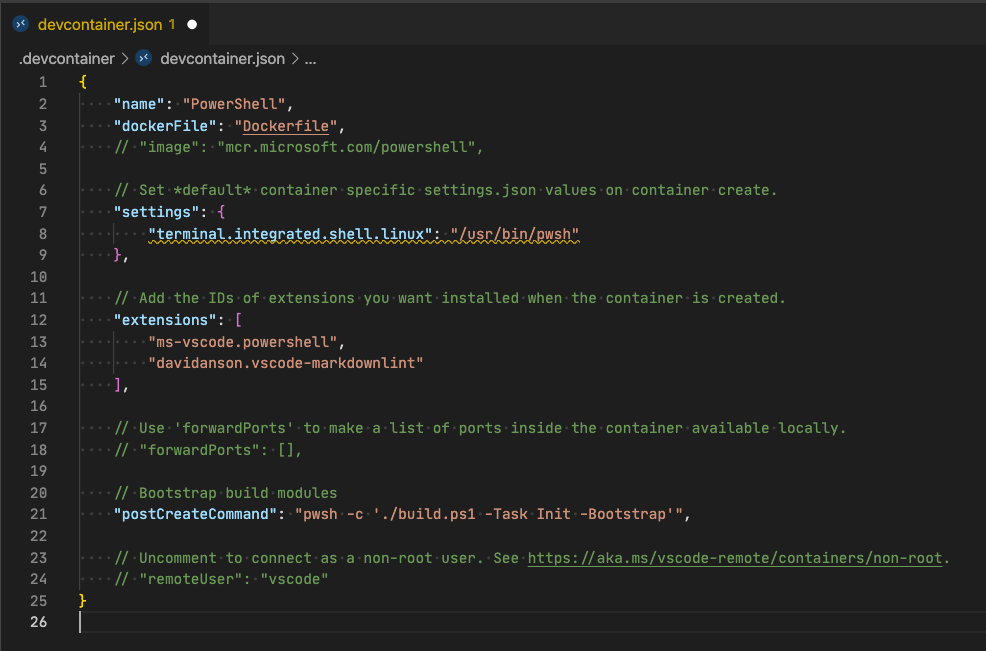 devcontainer.json 1
.devcontainer > devcontainer.json > ...
1 {
2 "name": "PowerShell",
3 "dockerFile": "Dockerfile",
4 // "image": "mcr.microsoft.com/powershell",
5
6 // Set *default* container specific settings.json values on container create.
7 "settings": {
8 "terminal.integrated.shell.linux": "/usr/bin/pwsh"
9 },
10
11 // Add the IDs of extensions you want installed when the container is created.
12 "extensions": [
13 "ms-vscode.powershell",
14 "davidanson.vscode-markdownlint"
15 ],
16
17 // Use 'forwardPorts' to make a list of ports inside the container available locally.
18 // "forwardPorts": [],
19
20 // Bootstrap build modules
21 "postCreateCommand": "pwsh -c './build.ps1 -Task Init -Bootstrap'",
22
23 // Uncomment to connect as a non-root user. See https://aka.ms/vscode-remote/containers/non-root.
24 // "remoteUser": "vscode"
25 }
26